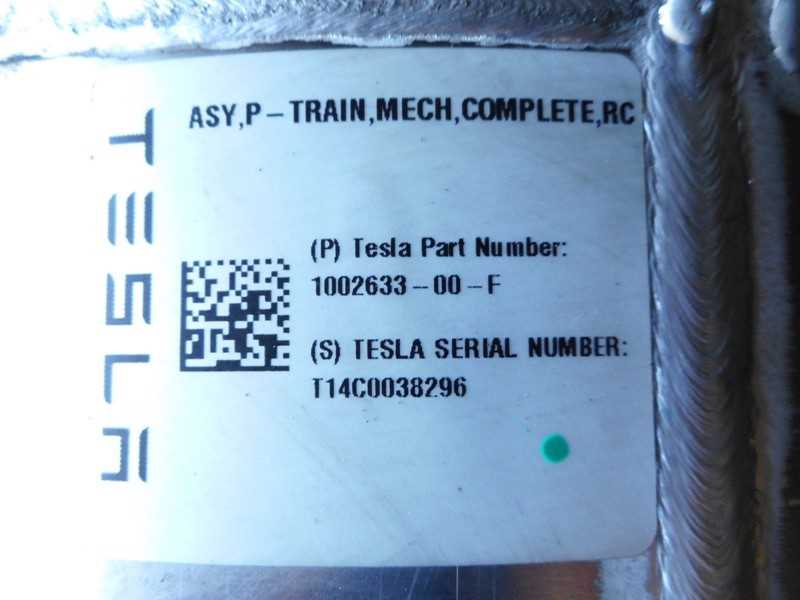 TESLA
ASY,P-TRAIN,MECH,COMPLETE,RC
(P) Tesla Part Number:
1002633-00-F
(S) TESLA SERIAL NUMBER:
T14C0038296